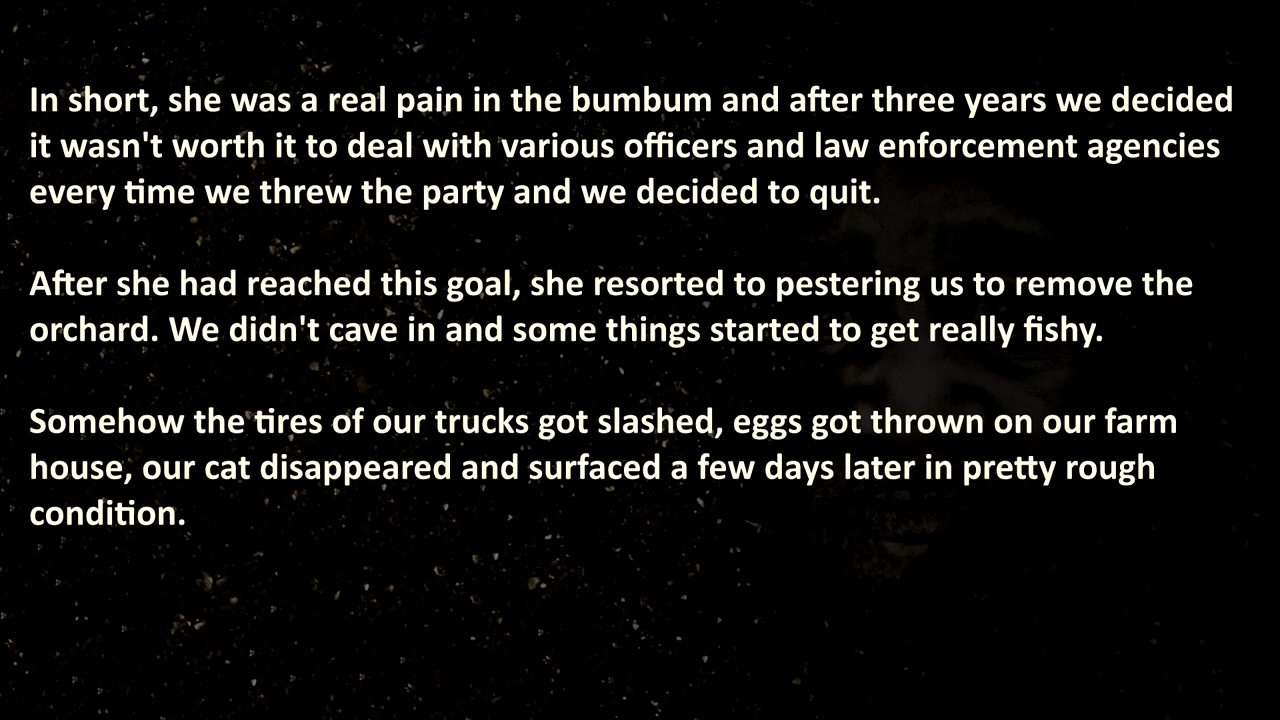 In short, she was a real pain in the bumbum and after three years we decided
it wasn't worth it to deal with various officers and law enforcement agencies
every time we threw the party and we decided to quit.
After she had reached this goal, she resorted to pestering us to remove the
orchard. We didn't cave in and some things started to get really fishy.
Somehow the tires of our trucks got slashed, eggs got thrown on our farm
house, our cat disappeared and surfaced a few days later in pretty rough
condition.